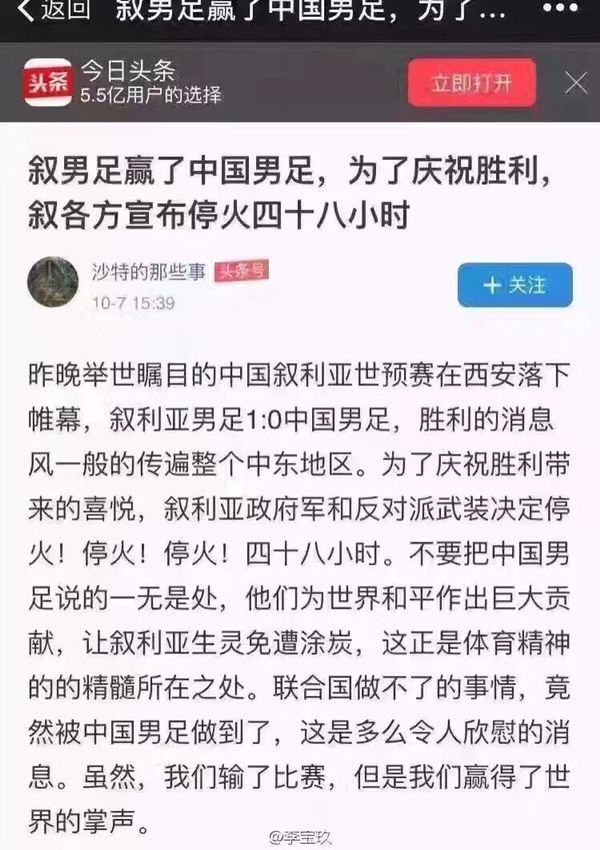 返回 叙男足赢了中国男足，为了...
头条
今日头条
5.5亿用户的选择
立即打开
叙男足赢了中国男足，为了庆祝胜利，
叙各方宣布停火四十八小时
沙特的那些事 头条号
10-7 15:39
+ 关注
昨晚举世瞩目的中国叙利亚世预赛在西安落下
帷幕，叙利亚男足1:0中国男足，胜利的消息
风一般的传遍整个中东地区。为了庆祝胜利带
来的喜悦，叙利亚政府军和反对派武装决定停
火！停火！停火！四十八小时。不要把中国男
足说的一无是处，他们为世界和平作出巨大贡
献，让叙利亚生灵免遭涂炭，这正是体育精神
的的精髓所在之处。联合国做不了的事情，竟
然被中国男足做到了，这是多么令人欣慰的消
息。虽然，我们输了比赛，但是我们赢得了世
界的掌声。
@李宝玖